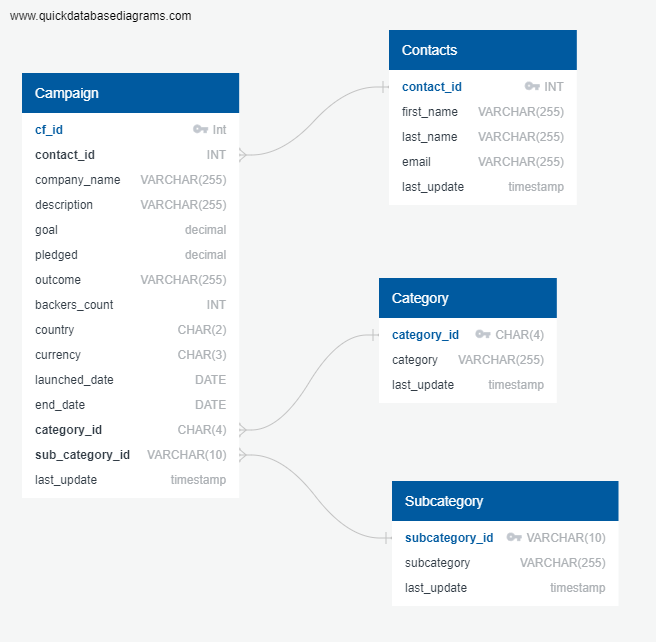 www.quickdatabasediagrams.com
Campaign
cf_id Int
contact_id INT
company_name VARCHAR(255)
description VARCHAR(255)
goal decimal
pledged decimal
outcome VARCHAR(255)
backers_count INT
country CHAR(2)
currency CHAR(3)
launched_date DATE
end_date DATE
category_id CHAR(4)
sub_category_id VARCHAR(10)
last_update timestamp
Contacts
contact_id INT
first_name VARCHAR(255)
last_name VARCHAR(255)
email VARCHAR(255)
last_update timestamp
Category
category_id CHAR(4)
category VARCHAR(255)
last_update timestamp
Subcategory
subcategory_id VARCHAR(10)
subcategory VARCHAR(255)
last_update timestamp